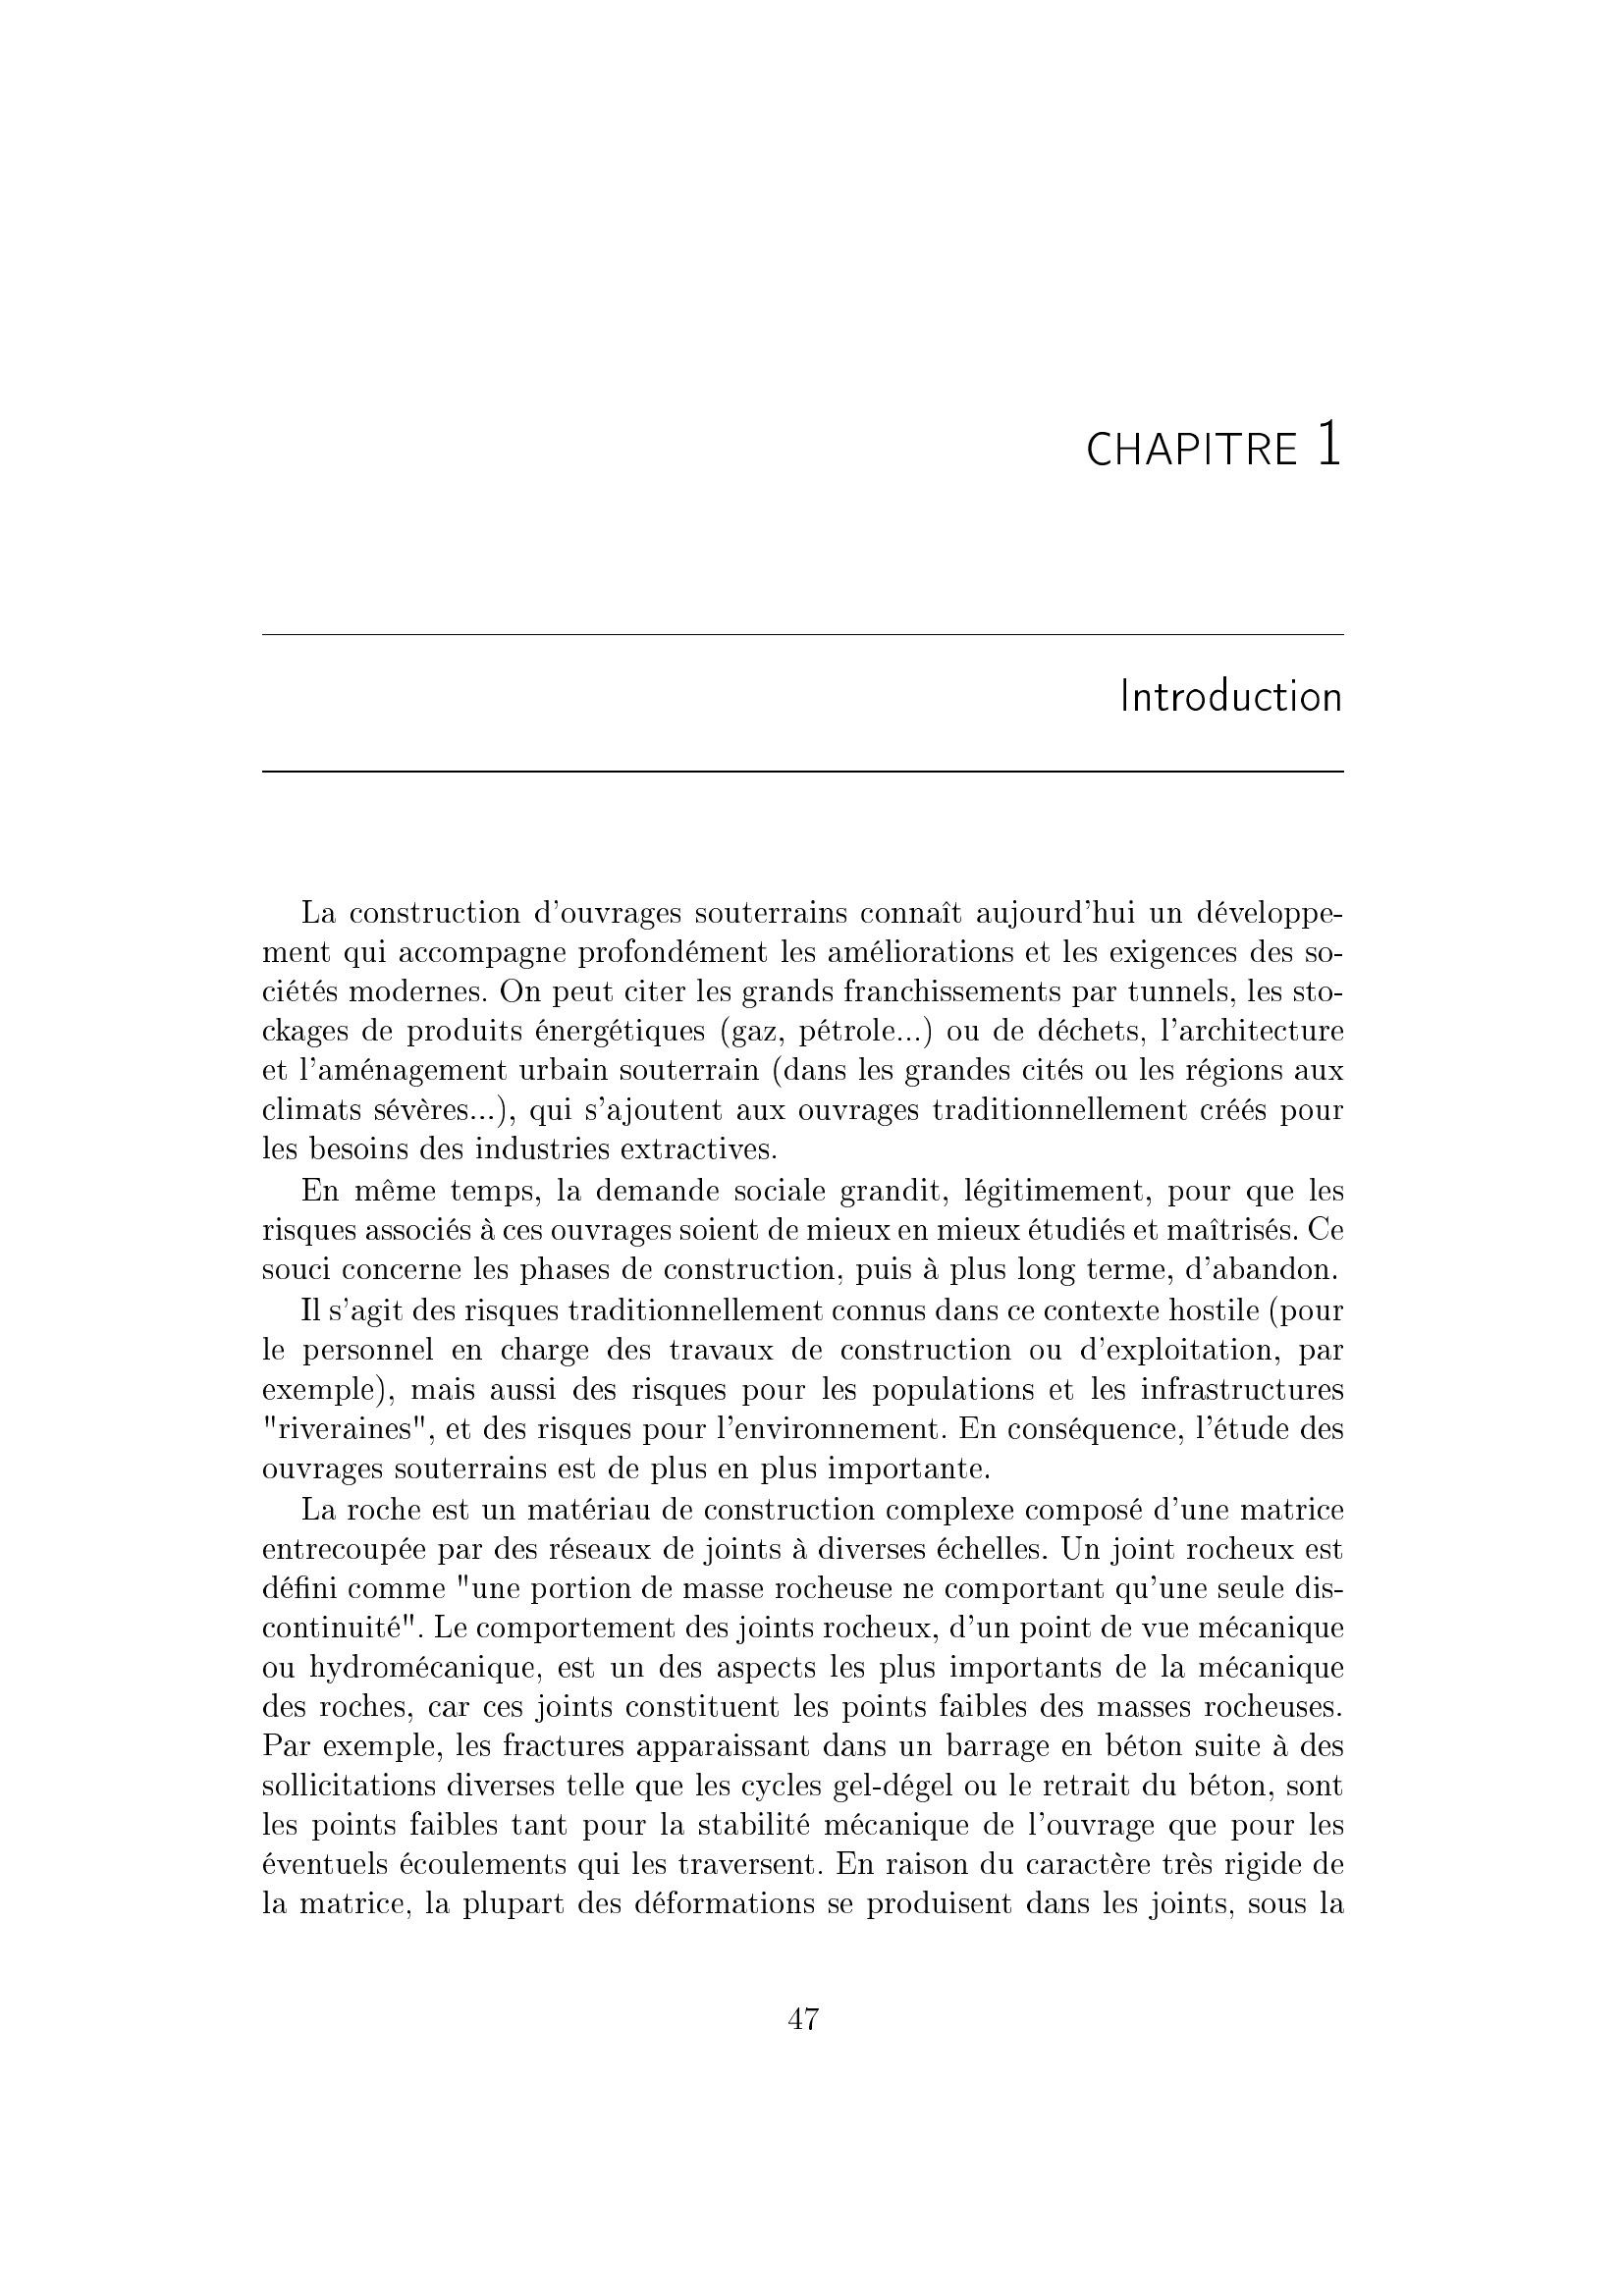 CHAPITRE 1
Introduction
La construction d'ouvrages souterrains connaît aujourd'hui un développe-
ment qui accompagne profondément les améliorations et les exigences des so-
ciétés modernes. On peut citer les grands franchissements par tunnels, les sto-
ckages de produits énergétiques (gaz, pétrole...) ou de déchets, l'architecture
et l'aménagement urbain souterrain (dans les grandes cités ou les régions aux
climats sévères...), qui s'ajoutent aux ouvrages traditionnellement créés pour
les besoins des industries extractives.
En même temps, la demande sociale grandit, légitimement, pour que les
risques associés à ces ouvrages soient de mieux en mieux étudiés et maîtrisés. Ce
souci concerne les phases de construction, puis à plus long terme, d'abandon.
Il s'agit des risques traditionnellement connus dans ce contexte hostile (pour
le personnel en charge des travaux de construction ou d'exploitation, par
exemple), mais aussi des risques pour les populations et les infrastructures
"riveraines", et des risques pour l'environnement. En conséquence, l'étude des
ouvrages souterrains est de plus en plus importante.
La roche est un matériau de construction complexe composé d'une matrice
entrecoupée par des réseaux de joints à diverses échelles. Un joint rocheux est
défini comme "une portion de masse rocheuse ne comportant qu'une seule dis-
continuité". Le comportement des joints rocheux, d'un point de vue mécanique
ou hydromécanique, est un des aspects les plus importants de la mécanique
des roches, car ces joints constituent les points faibles des masses rocheuses.
Par exemple, les fractures apparaissant dans un barrage en béton suite à des
sollicitations diverses telle que les cycles gel-dégel ou le retrait du béton, sont
les points faibles tant pour la stabilité mécanique de l'ouvrage que pour les
éventuels écoulements qui les traversent. En raison du caractère très rigide de
la matrice, la plupart des déformations se produisent dans les joints, sous la
47